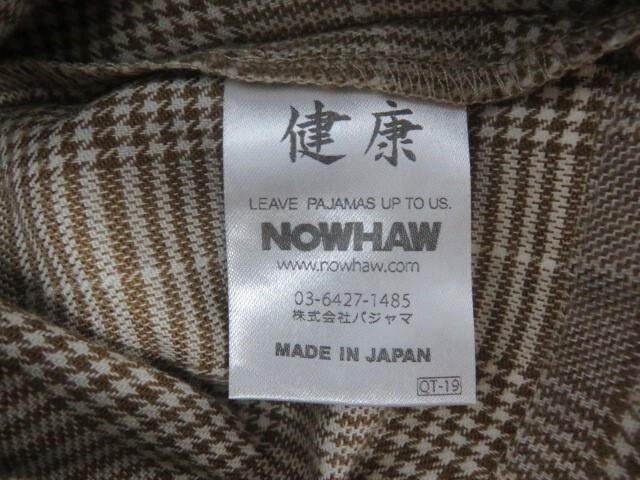 健康
LEAVE PAJAMAS UP TO US.
NOWHAW
www.nowhaw.com
03-6427-1485
株式会社パジャマ
MADE IN JAPAN
QT-19